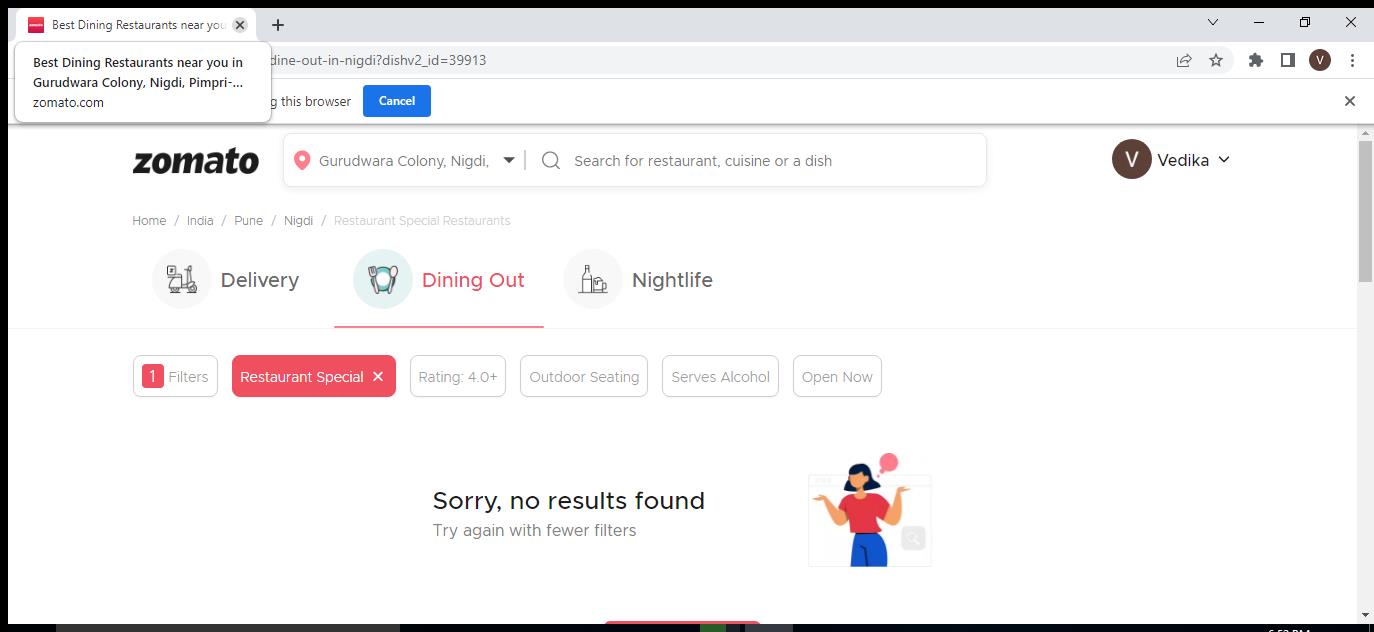 Best Dining Restaurants near you
Best Dining Restaurants near you in
Gurudwara Colony, Nigdi, Pimpri-...
zomato.com
dine-out-in-nigdi?dishv2_id=39913
V
this browser
Cancel
zomato
Gurudwara Colony, Nigdi,
Search for restaurant, cuisine or a dish
V Vedika
Home / India / Pune / Nigdi / Restaurant Special Restaurants
Delivery
Dining Out
Nightlife
1 Filters
Restaurant Special
Rating: 4.0+
Outdoor Seating
Serves Alcohol
Open Now
Sorry, no results found
Try again with fewer filters